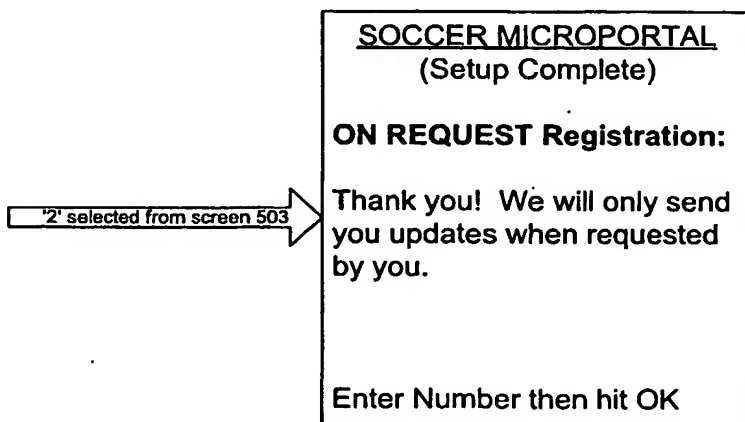 SOCCER MICROPORTAL
(Setup Complete)
ON REQUEST Registration:
'2' selected from screen 503
Thank you! We will only send
you updates when requested
by you.
Enter Number then hit OK